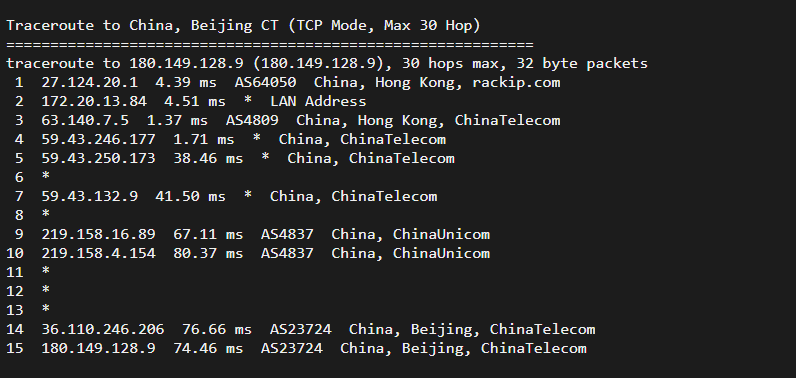 Traceroute to China, Beijing CT (TCP Mode, Max 30 Hop)
============================================================
traceroute to 180.149.128.9 (180.149.128.9), 30 hops max, 32 byte packets
 1  27.124.20.1  4.39 ms  AS64050  China, Hong Kong, rackip.com
 2  172.20.13.84  4.51 ms  *  LAN Address
 3  63.140.7.5  1.37 ms  AS4809  China, Hong Kong, ChinaTelecom
 4  59.43.246.177  1.71 ms  *  China, ChinaTelecom
 5  59.43.250.173  38.46 ms  *  China, ChinaTelecom
 6  *
 7  59.43.132.9  41.50 ms  *  China, ChinaTelecom
 8  *
 9  219.158.16.89  67.11 ms  AS4837  China, ChinaUnicom
10  219.158.4.154  80.37 ms  AS4837  China, ChinaUnicom
11  *
12  *
13  *
14  36.110.246.206  76.66 ms  AS23724  China, Beijing, ChinaTelecom
15  180.149.128.9  74.46 ms  AS23724  China, Beijing, ChinaTelecom